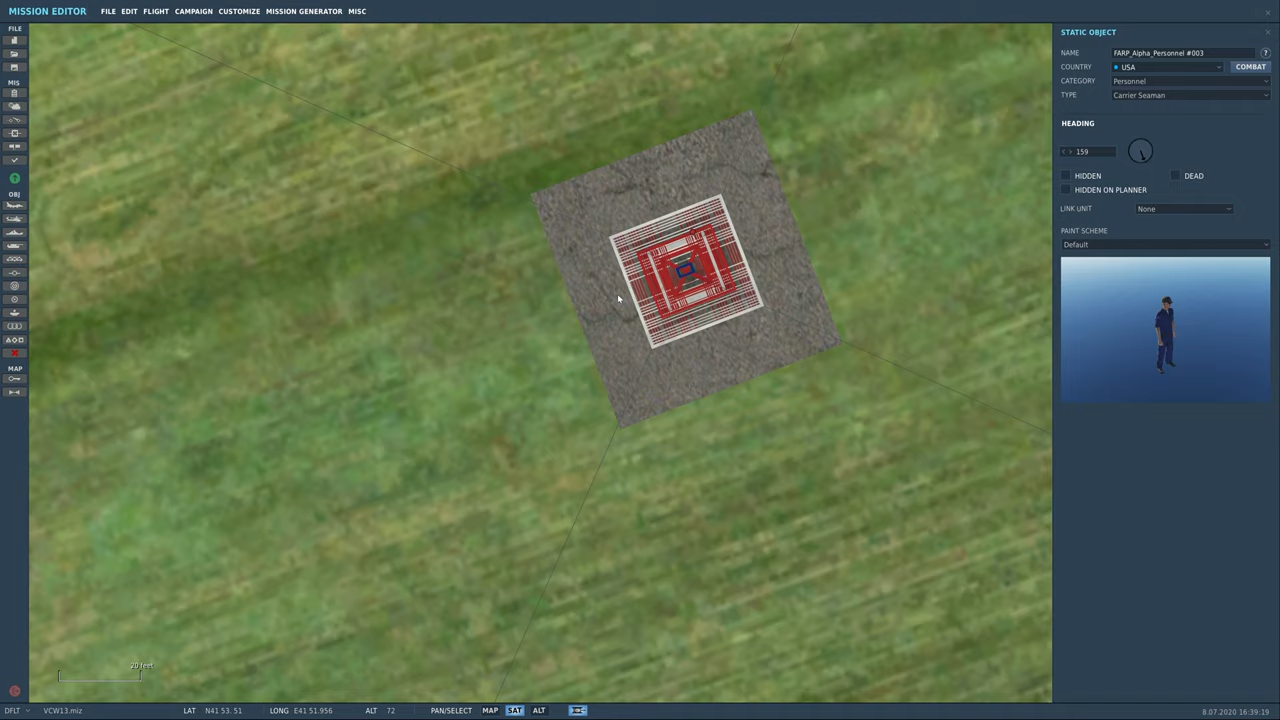 MISSION EDITOR FILE EDIT FLIGHT CAMPAIGN CUSTOMIZE MISSION GENERATOR MISC
FILE
MIS
OBJ
MAP
STATIC OBJECT
NAME FARP_Alpha_Personnel #003 ?
COUNTRY USA COMBAT
CATEGORY Personnel
TYPE Carrier Seaman
HEADING
< > 159
HIDDEN DEAD
HIDDEN ON PLANNER
LINK UNIT None
PAINT SCHEME
Default
20 feet
DFLT VCW13.miz LAT N41 53. 51 LONG E41 51.956 ALT 72 PAN/SELECT MAP SAT ALT 8.07.2020 16:39:19